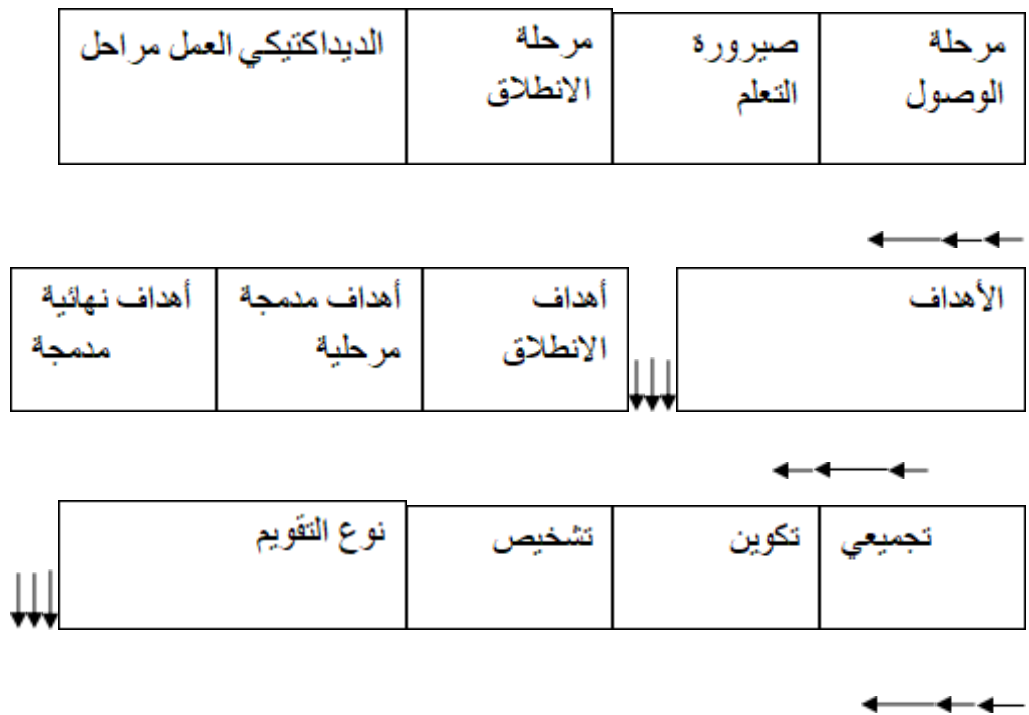 مرحلة
الوصول
صيرورة
التعلم
مرحلة
الانطلاق
الديداكتيكي العمل مراحل
الأهداف
أهداف
الانطلاق
أهداف مدمجة
مرحلية
أهداف نهائية
مدمجة
تجميعي
تكوين
تشخيص
نوع التقويم